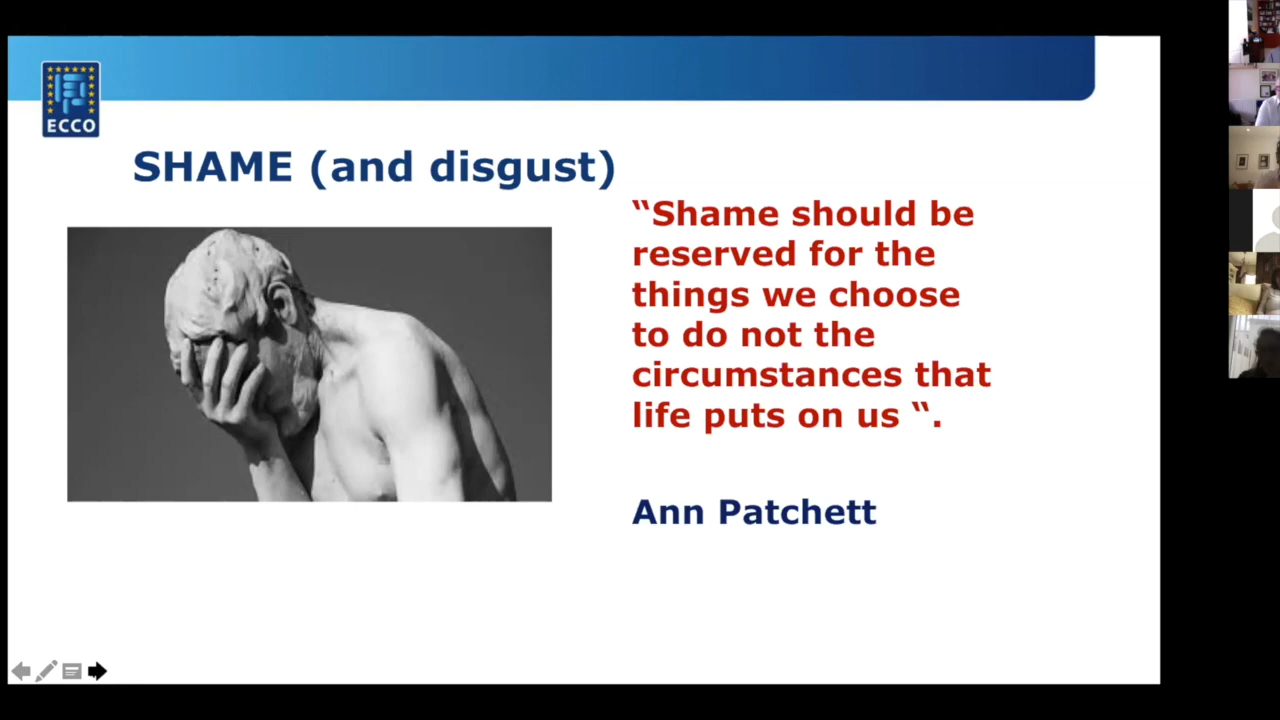 ECCO
SHAME (and disgust)
“Shame should be
reserved for the
things we choose
to do not the
circumstances that
life puts on us “.
Ann Patchett